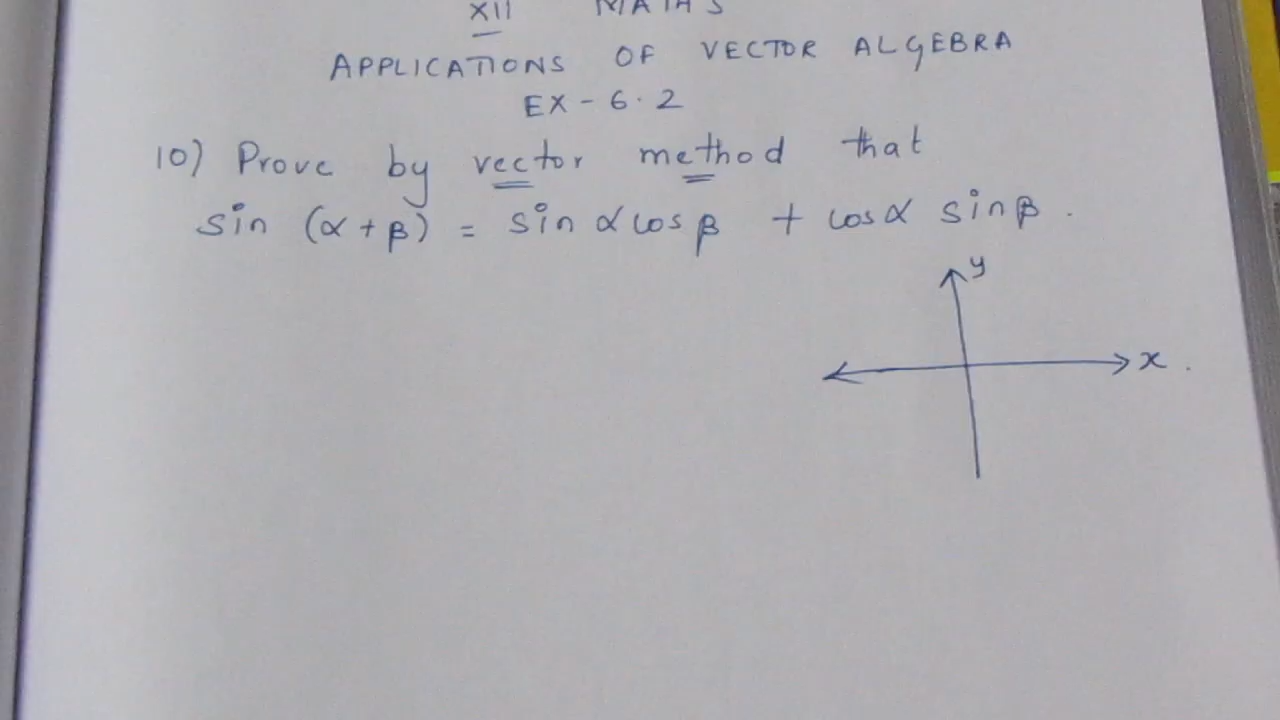 XII MATHS
APPLICATIONS OF VECTOR ALGEBRA
EX - 6.2
10) Prove by vector method that
sin (α + β) = sin α cos β + cos α sin β .
y
x .